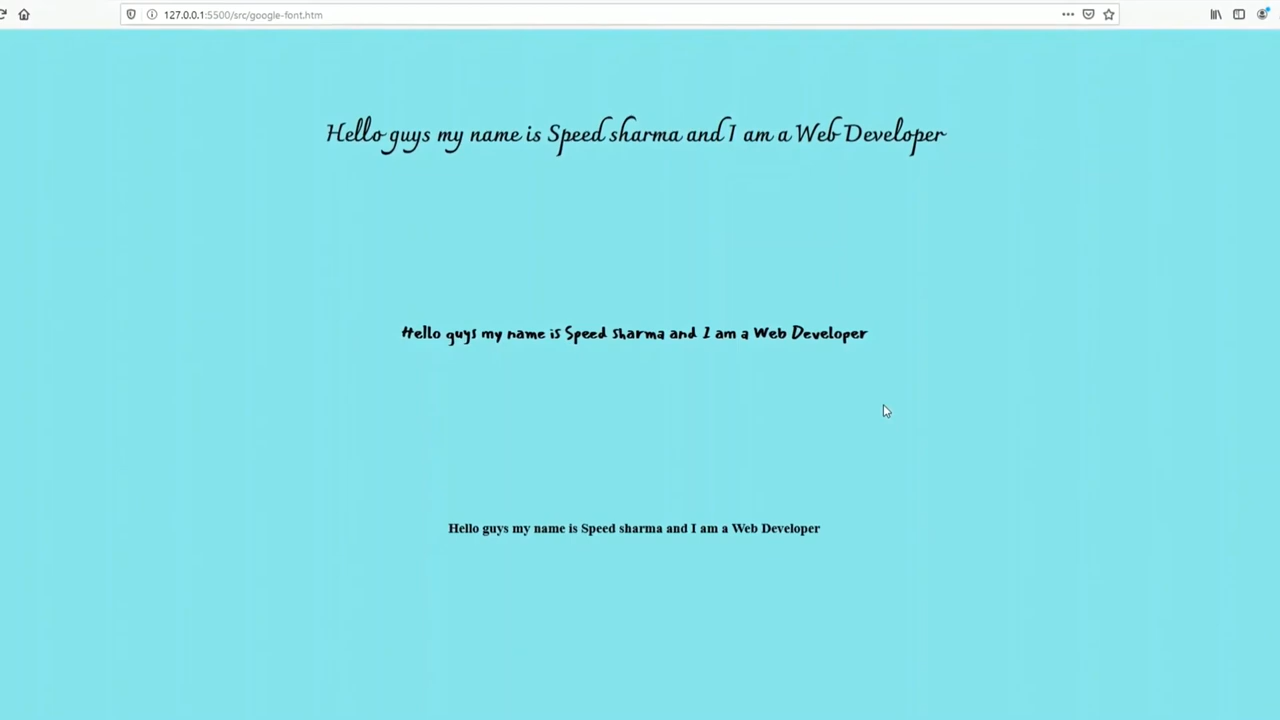 127.0.0.1:5500/src/google-font.htm
Hello guys my name is Speed sharma and I am a Web Developer
Hello guys my name is Speed sharma and I am a Web Developer
Hello guys my name is Speed sharma and I am a Web Developer